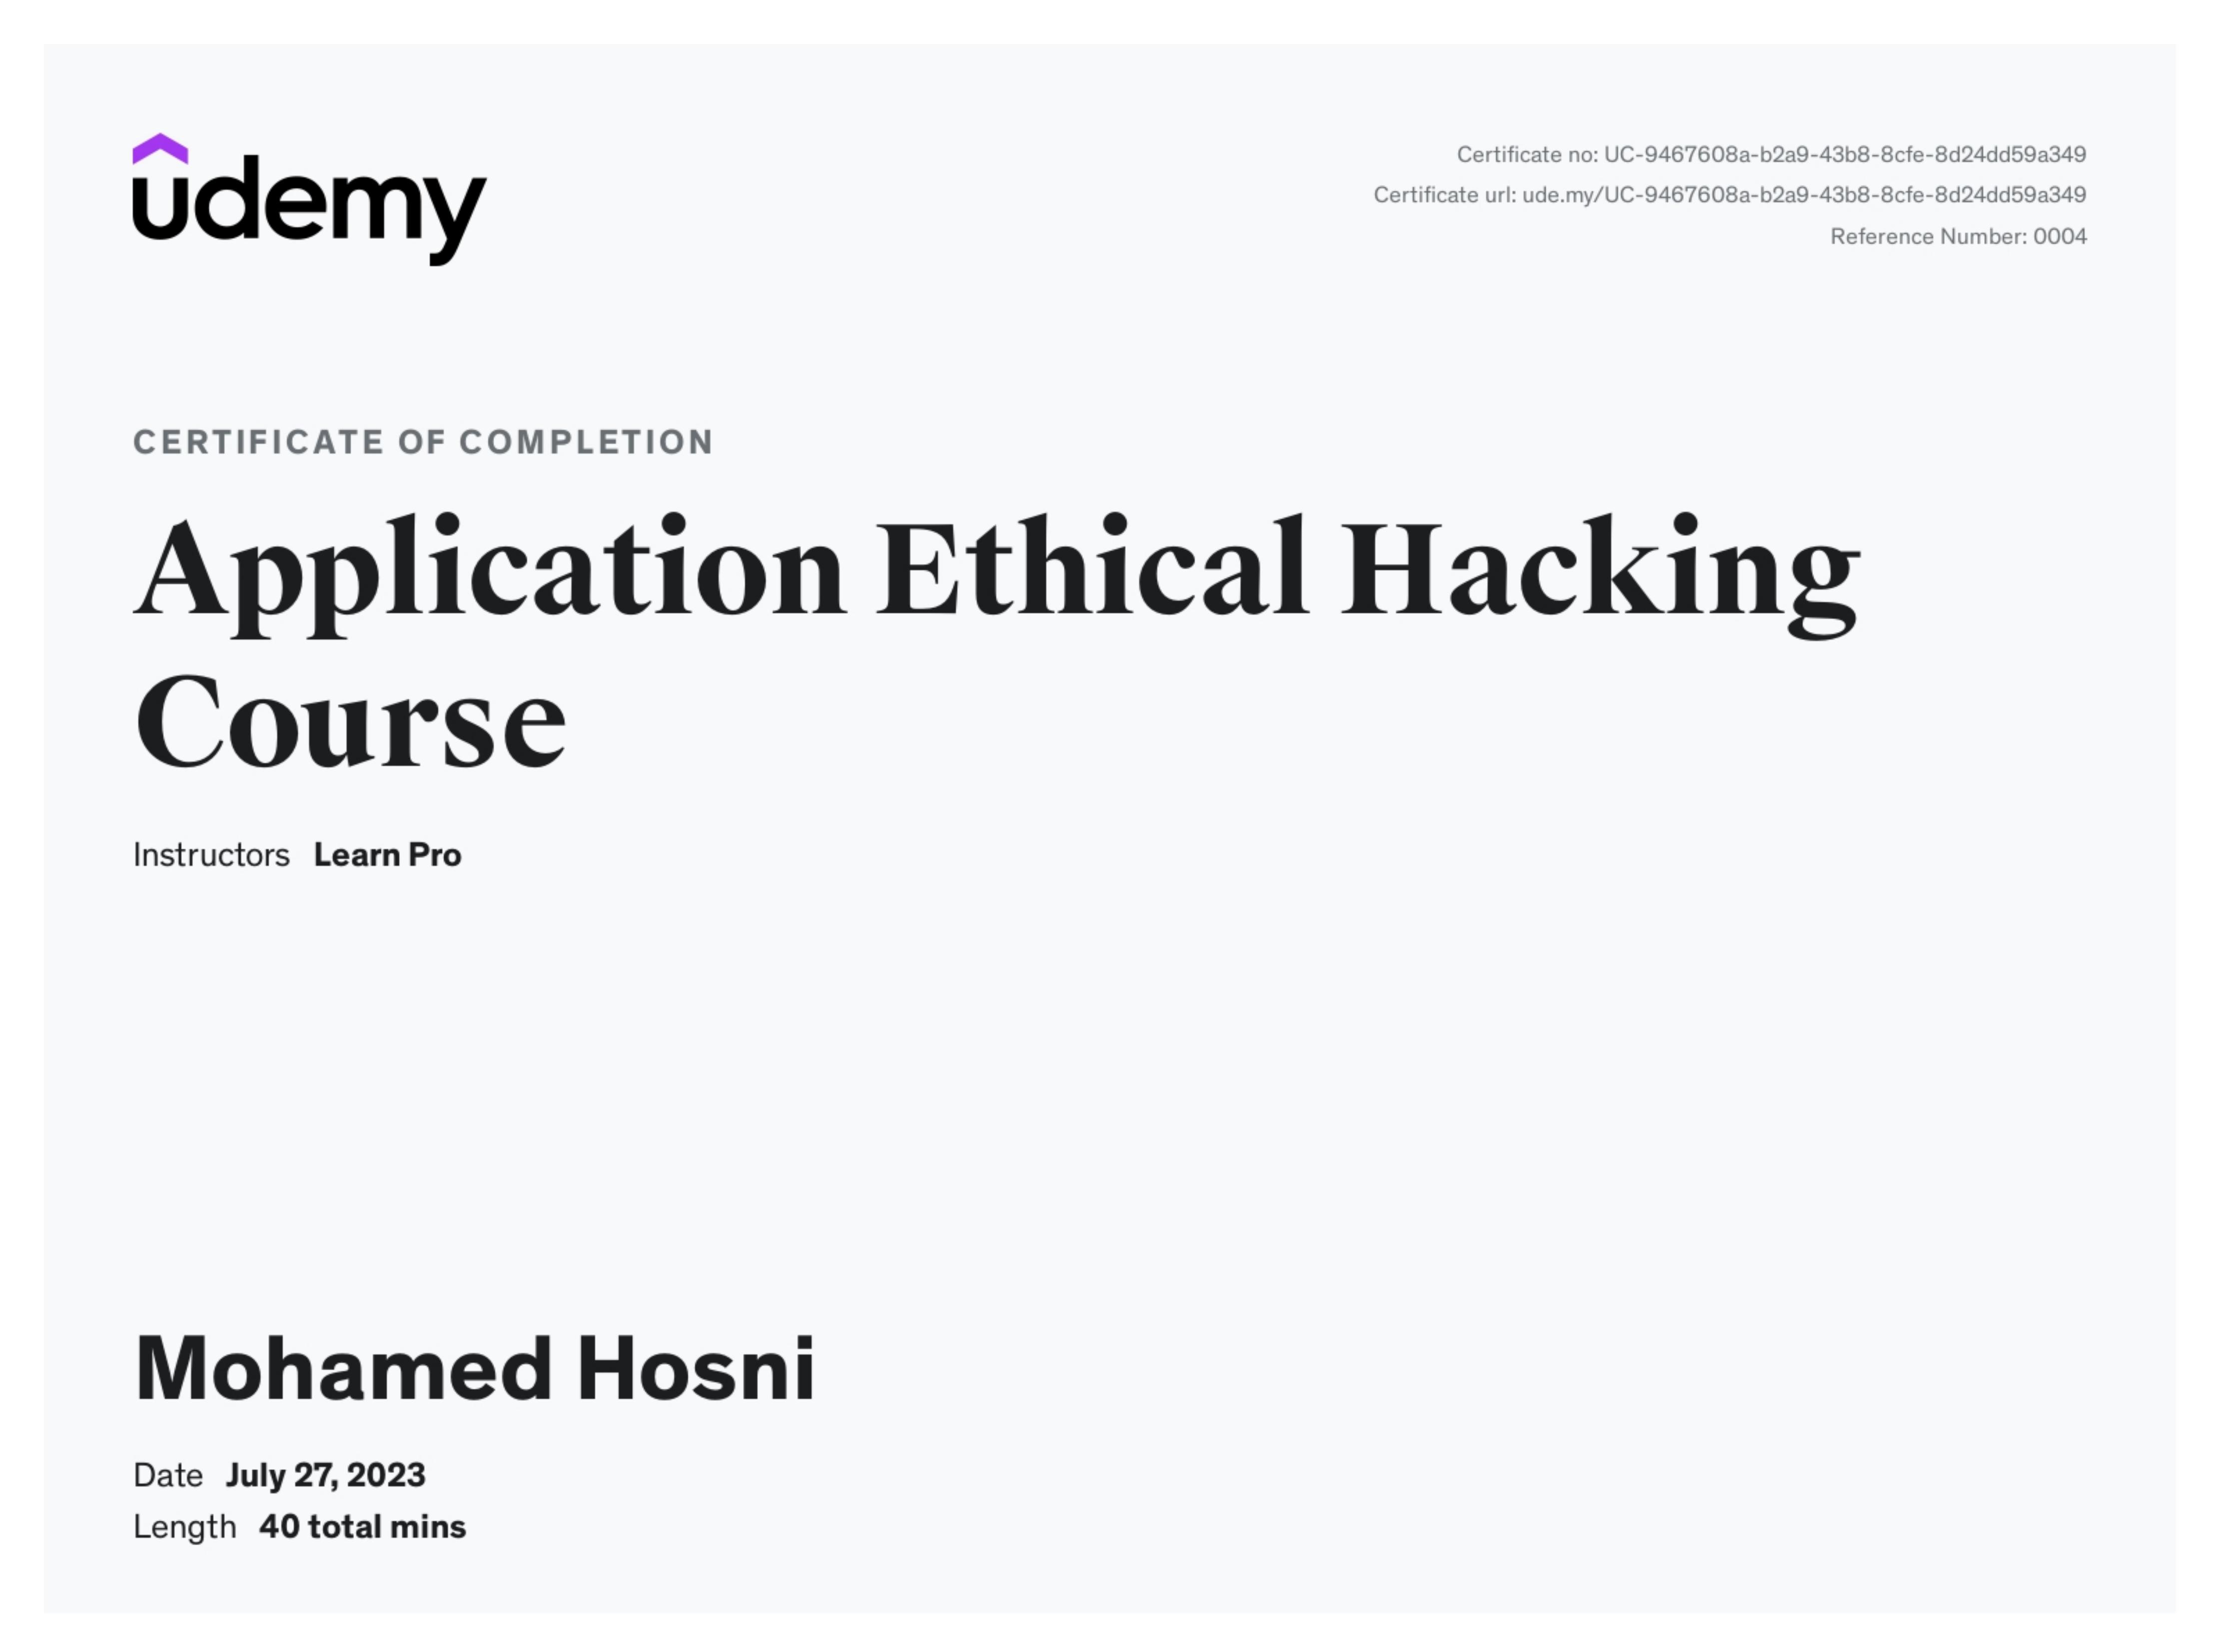 udemy
Certificate no: UC-9467608a-b2a9-43b8-8cfe-8d24dd59a349
Certificate url: ude.my/UC-9467608a-b2a9-43b8-8cfe-8d24dd59a349
Reference Number: 0004
CERTIFICATE OF COMPLETION
Application Ethical Hacking
Course
Instructors Learn Pro
Mohamed Hosni
Date July 27, 2023
Length 40 total mins